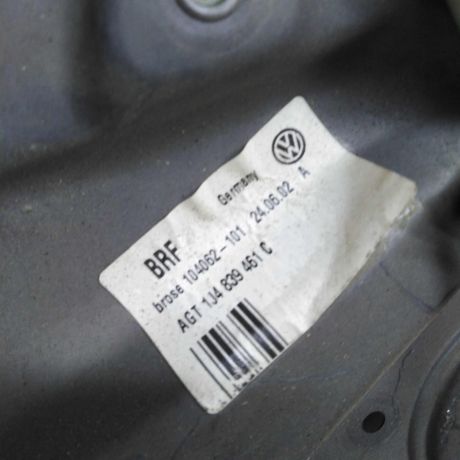 Germany
BRF
brose 104062-101 24.06.02 A
AGT 1J4 839 461 C